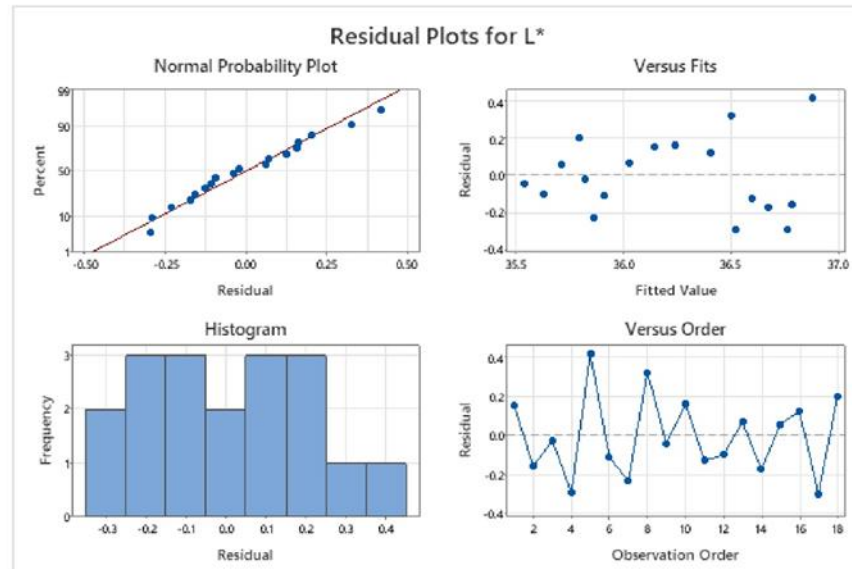 Residual Plots for L*
Normal Probability Plot
99
90
50
10
1
Percent
-0.50 -0.25 0.00 0.25 0.50
Residual
Versus Fits
0.4
0.2
0.0
-0.2
-0.4
Residual
35.5 36.0 36.5 37.0
Fitted Value
Histogram
3
2
1
0
Frequency
-0.3 -0.2 -0.1 0.0 0.1 0.2 0.3 0.4
Residual
Versus Order
0.4
0.2
0.0
-0.2
-0.4
Residual
2 4 6 8 10 12 14 16 18
Observation Order